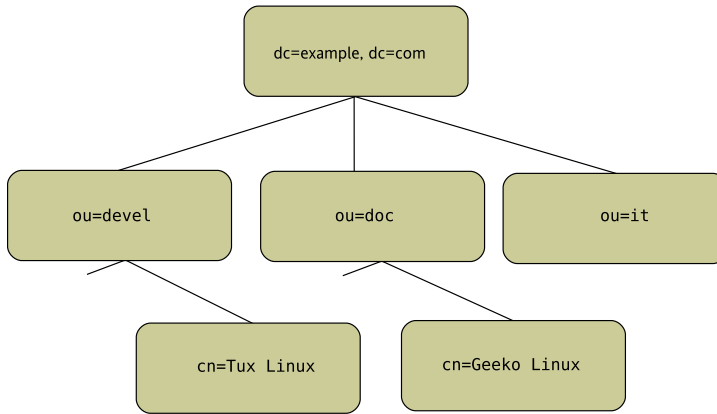 dc=example, dc=com
ou=devel
ou=doc
ou=it
cn=Tux Linux
cn=Geeko Linux